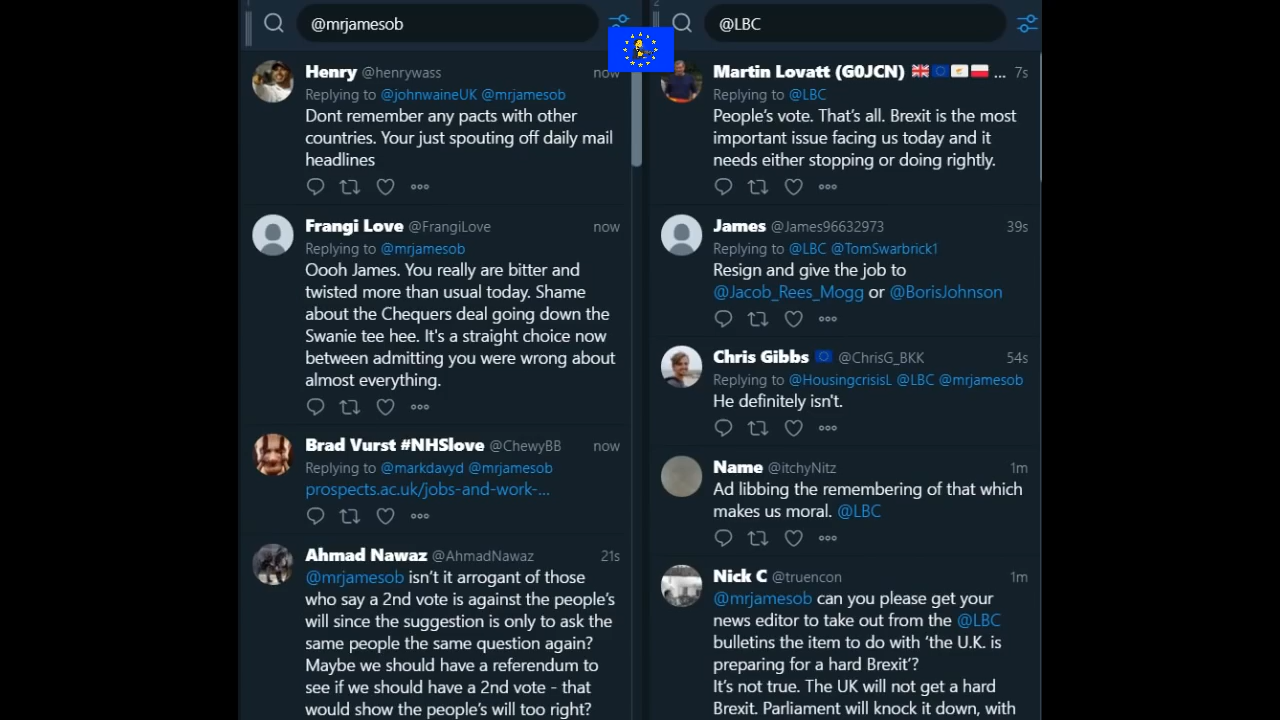 1
@mrjamesob
Henry @henrywass now
Replying to @johnwaineUK @mrjamesob
Dont remember any pacts with other
countries. Your just spouting off daily mail
headlines
Frangi Love @FrangiLove now
Replying to @mrjamesob
Oooh James. You really are bitter and
twisted more than usual today. Shame
about the Chequers deal going down the
Swanie tee hee. It's a straight choice now
between admitting you were wrong about
almost everything.
Brad Vurst #NHSlove @ChewyBB now
Replying to @markdavyd @mrjamesob
prospects.ac.uk/jobs-and-work-...
Ahmad Nawaz @AhmadNawaz 21s
@mrjamesob isn't it arrogant of those
who say a 2nd vote is against the people's
will since the suggestion is only to ask the
same people the same question again?
Maybe we should have a referendum to
see if we should have a 2nd vote - that
would show the people's will too right?
2
@LBC
Martin Lovatt (G0JCN) ... 7s
Replying to @LBC
People's vote. That's all. Brexit is the most
important issue facing us today and it
needs either stopping or doing rightly.
James @James96632973 39s
Replying to @LBC @TomSwarbrick1
Resign and give the job to
@Jacob_Rees_Mogg or @BorisJohnson
Chris Gibbs @ChrisG_BKK 54s
Replying to @HousingcrisisL @LBC @mrjamesob
He definitely isn't.
Name @itchyNitz 1m
Ad libbing the remembering of that which
makes us moral. @LBC
Nick C @truencon 1m
@mrjamesob can you please get your
news editor to take out from the @LBC
bulletins the item to do with 'the U.K. is
preparing for a hard Brexit'?
It's not true. The UK will not get a hard
Brexit. Parliament will knock it down, with